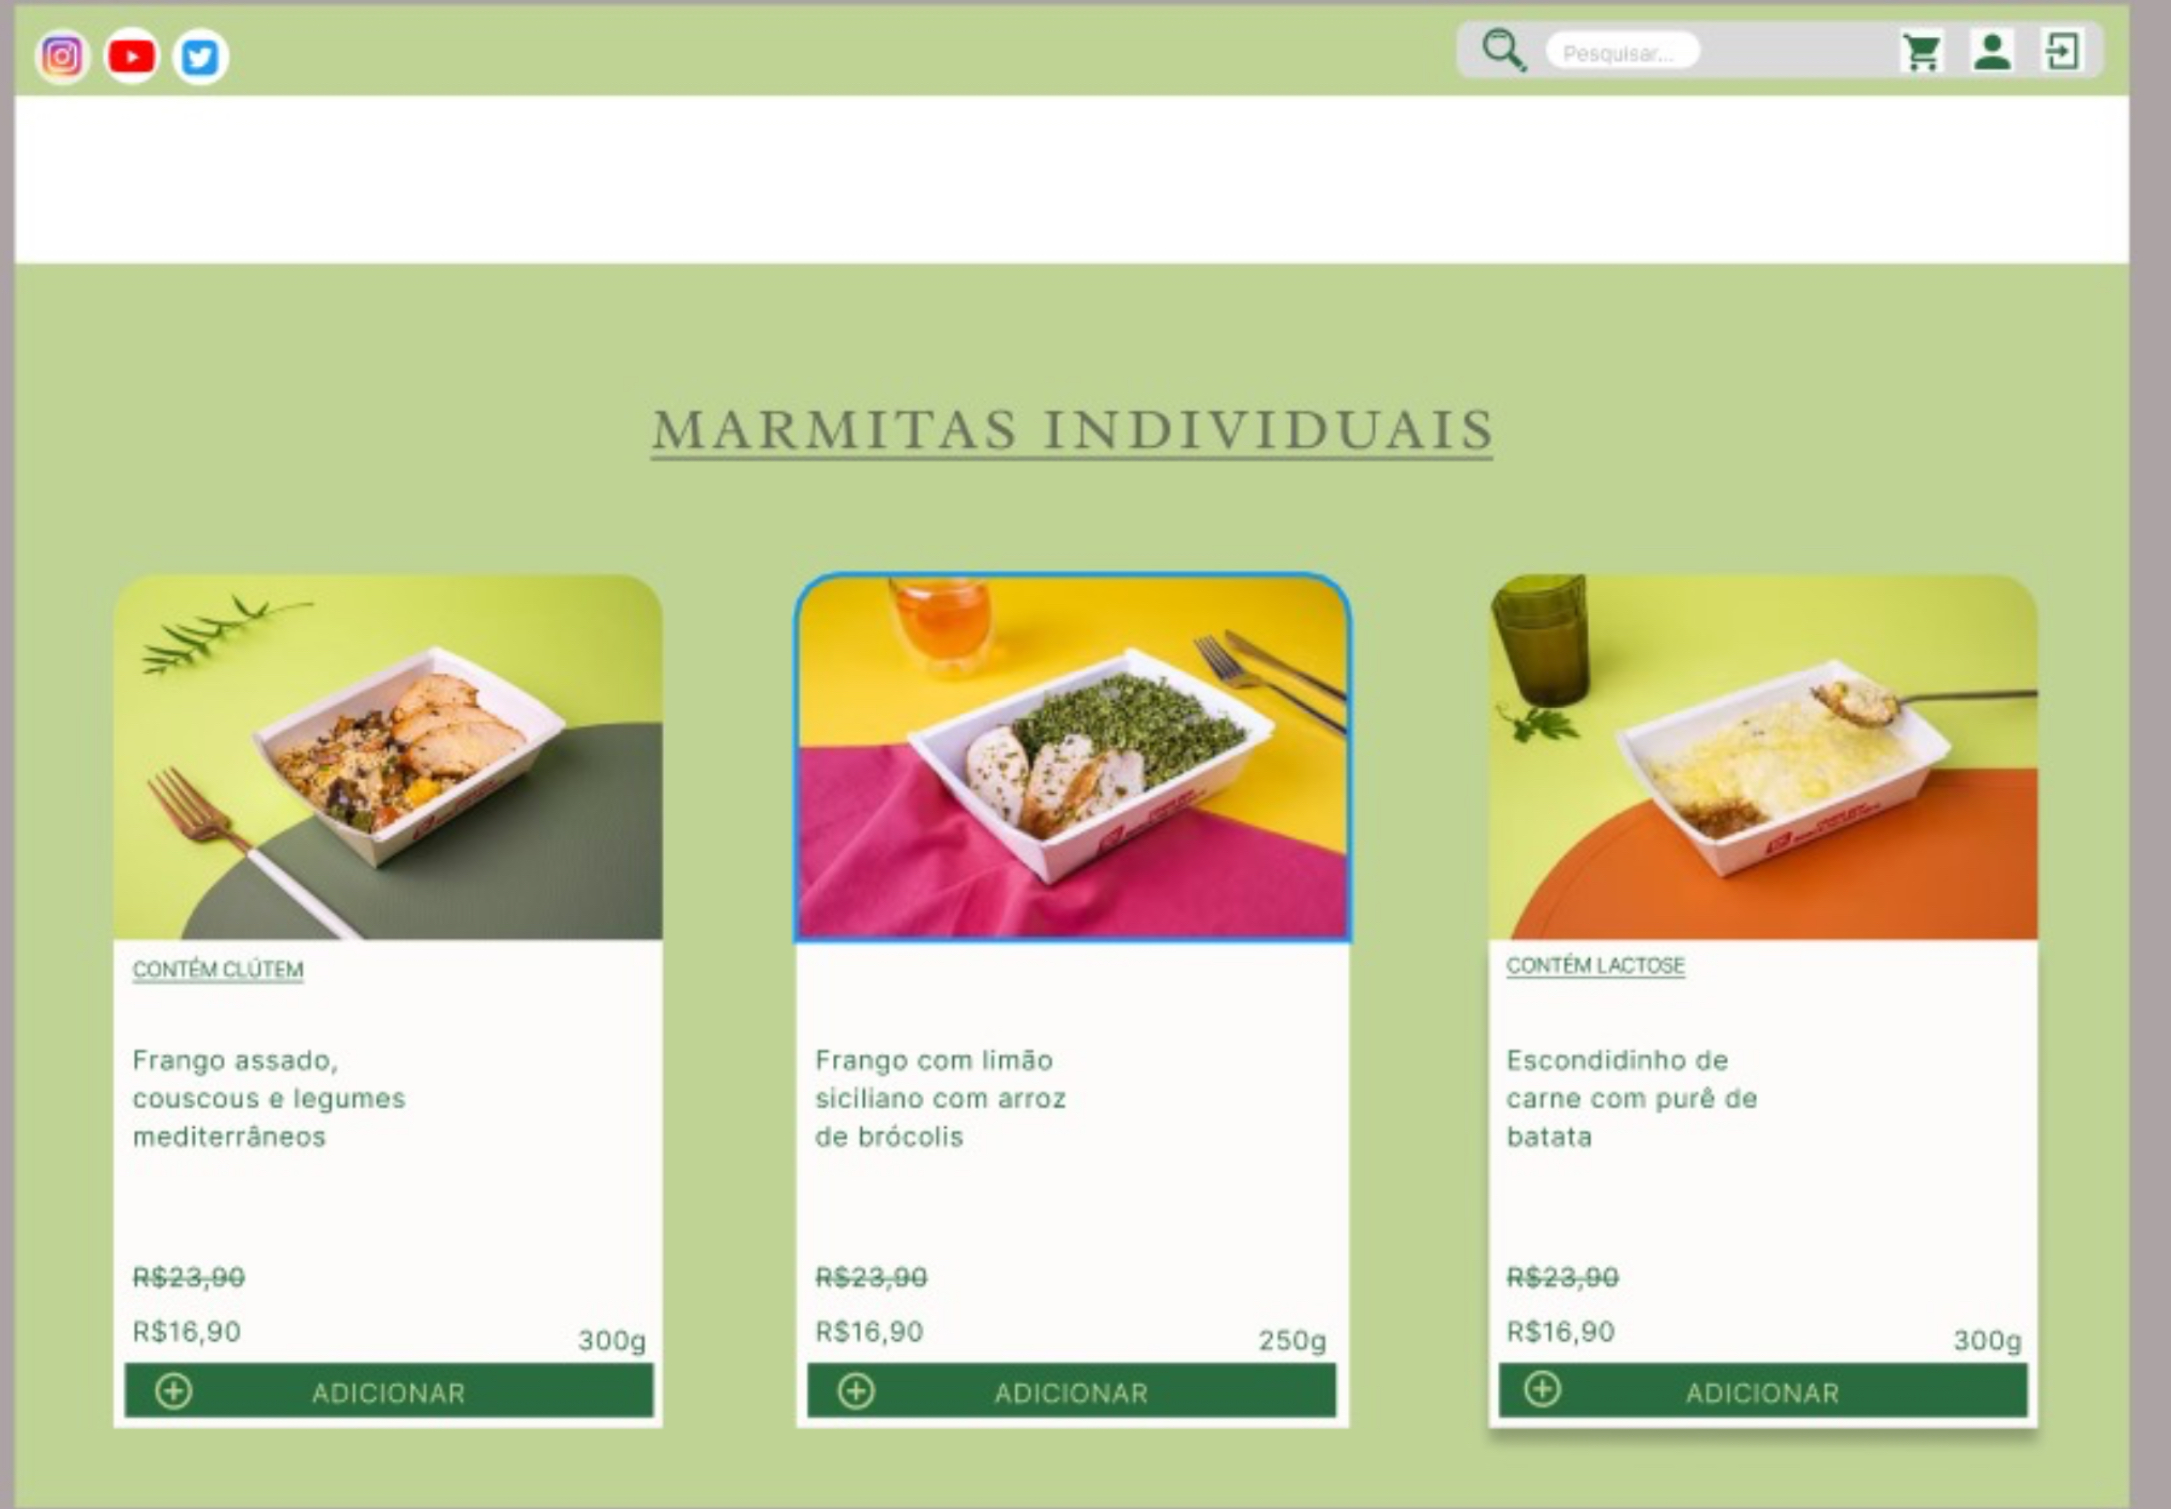 Pesquisar...
MARMITAS INDIVIDUAIS
CONTÉM CLÚTEM
Frango assado,
couscous e legumes
mediterrâneos
R$23,90
R$16,90
300g
ADICIONAR
Frango com limão
siciliano com arroz
de brócolis
R$23,90
R$16,90
250g
ADICIONAR
CONTÉM LACTOSE
Escondidinho de
carne com purê de
batata
R$23,90
R$16,90
300g
ADICIONAR